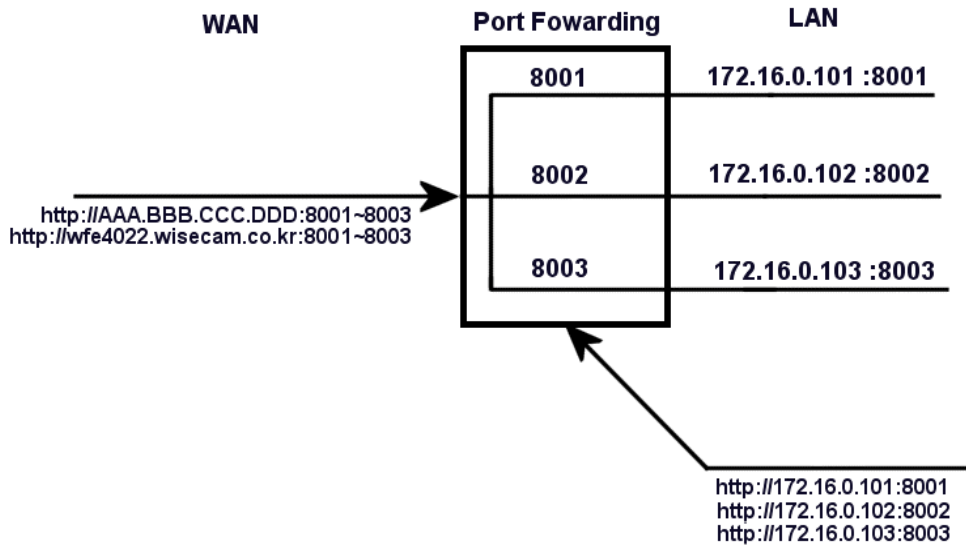 WAN
Port Fowarding
LAN
8001
172.16.0.101 :8001
8002
172.16.0.102 :8002
http://AAA.BBB.CCC.DDD:8001~8003
http://wfe4022.wisecam.co.kr:8001~8003
8003
172.16.0.103 :8003
http://172.16.0.101:8001
http://172.16.0.102:8002
http://172.16.0.103:8003